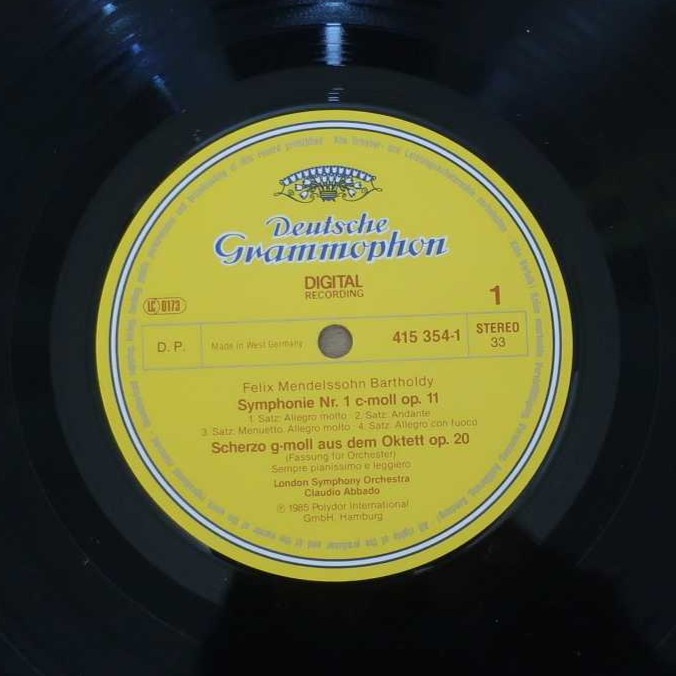 Deutsche
Grammophon
DIGITAL
RECORDING
LC 0173
1
D. P.
Made in West Germany
415 354-1
STEREO
33
Felix Mendelssohn Bartholdy
Symphonie Nr. 1 c-moll op. 11
1. Satz: Allegro molto · 2. Satz: Andante
3. Satz: Menuetto. Allegro molto · 4. Satz: Allegro con fuoco
Scherzo g-moll aus dem Oktett op. 20
(Fassung für Orchester)
Sempre pianissimo e leggiero
London Symphony Orchestra
Claudio Abbado
℗ 1985 Polydor International
GmbH, Hamburg